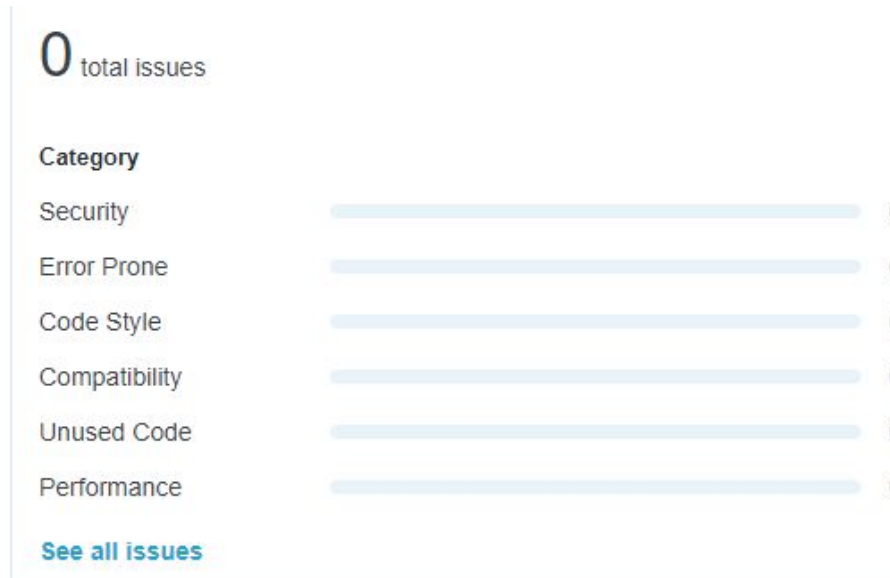 0 total issues
Category
Security
Error Prone
Code Style
Compatibility
Unused Code
Performance
See all issues